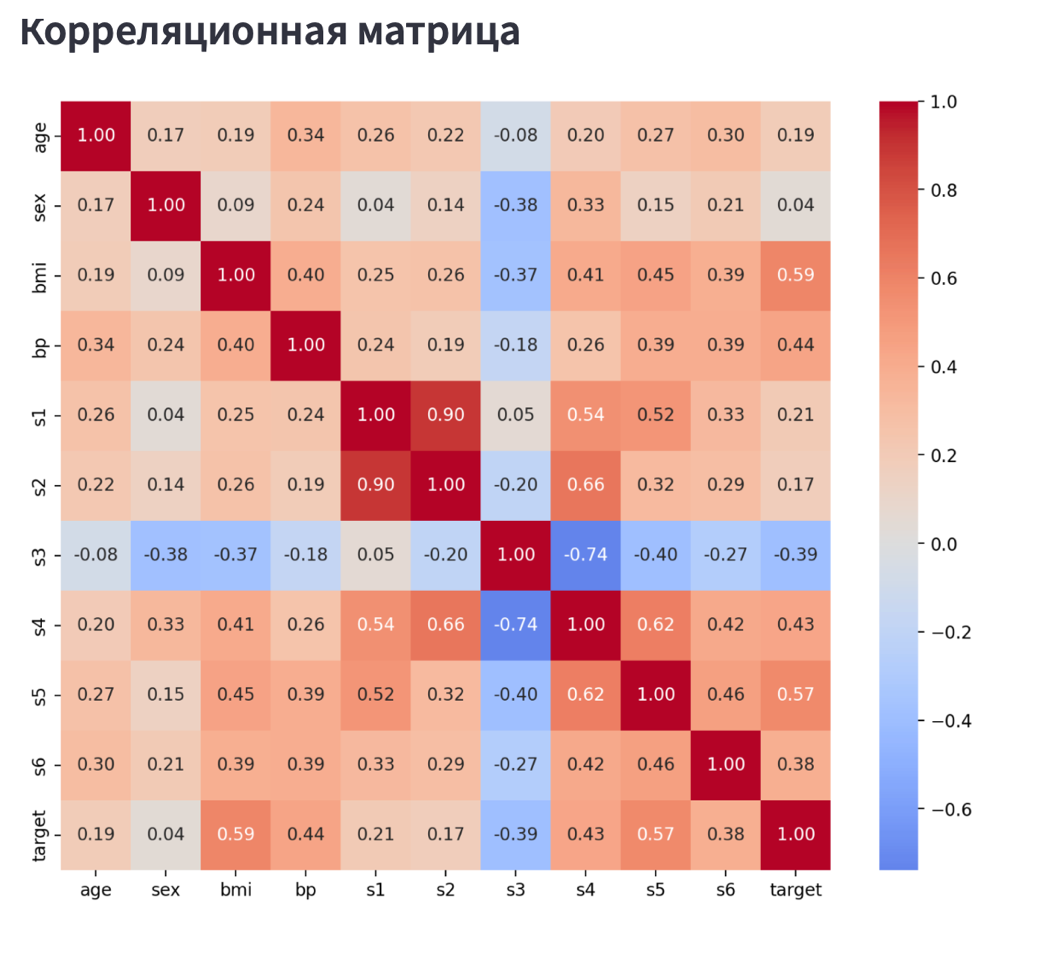 Корреляционная матрица
1.0
age 1.00 0.17 0.19 0.34 0.26 0.22 -0.08 0.20 0.27 0.30 0.19
0.8
sex 0.17 1.00 0.09 0.24 0.04 0.14 -0.38 0.33 0.15 0.21 0.04
bmi 0.19 0.09 1.00 0.40 0.25 0.26 -0.37 0.41 0.45 0.39 0.59
0.6
bp 0.34 0.24 0.40 1.00 0.24 0.19 -0.18 0.26 0.39 0.39 0.44
0.4
s1 0.26 0.04 0.25 0.24 1.00 0.90 0.05 0.54 0.52 0.33 0.21
0.2
s2 0.22 0.14 0.26 0.19 0.90 1.00 -0.20 0.66 0.32 0.29 0.17
0.0
s3 -0.08 -0.38 -0.37 -0.18 0.05 -0.20 1.00 -0.74 -0.40 -0.27 -0.39
s4 0.20 0.33 0.41 0.26 0.54 0.66 -0.74 1.00 0.62 0.42 0.43
−0.2
s5 0.27 0.15 0.45 0.39 0.52 0.32 -0.40 0.62 1.00 0.46 0.57
−0.4
s6 0.30 0.21 0.39 0.39 0.33 0.29 -0.27 0.42 0.46 1.00 0.38
−0.6
target 0.19 0.04 0.59 0.44 0.21 0.17 -0.39 0.43 0.57 0.38 1.00
age sex bmi bp s1 s2 s3 s4 s5 s6 target